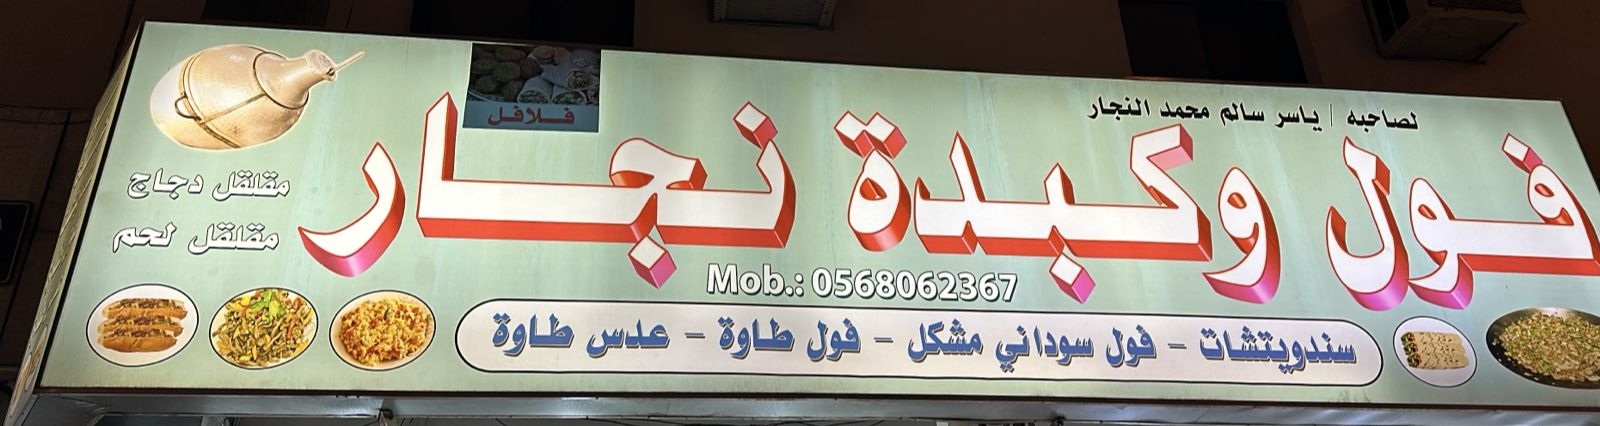 لصاحبه / ياسر سالم محمد النجار
فول وكبدة نجار
فلافل
مقلقل دجاج
مقلقل لحم
Mob.: 0568062367
سندويتشات - فول سوداني مشكل - فول طاوة - عدس طاوة